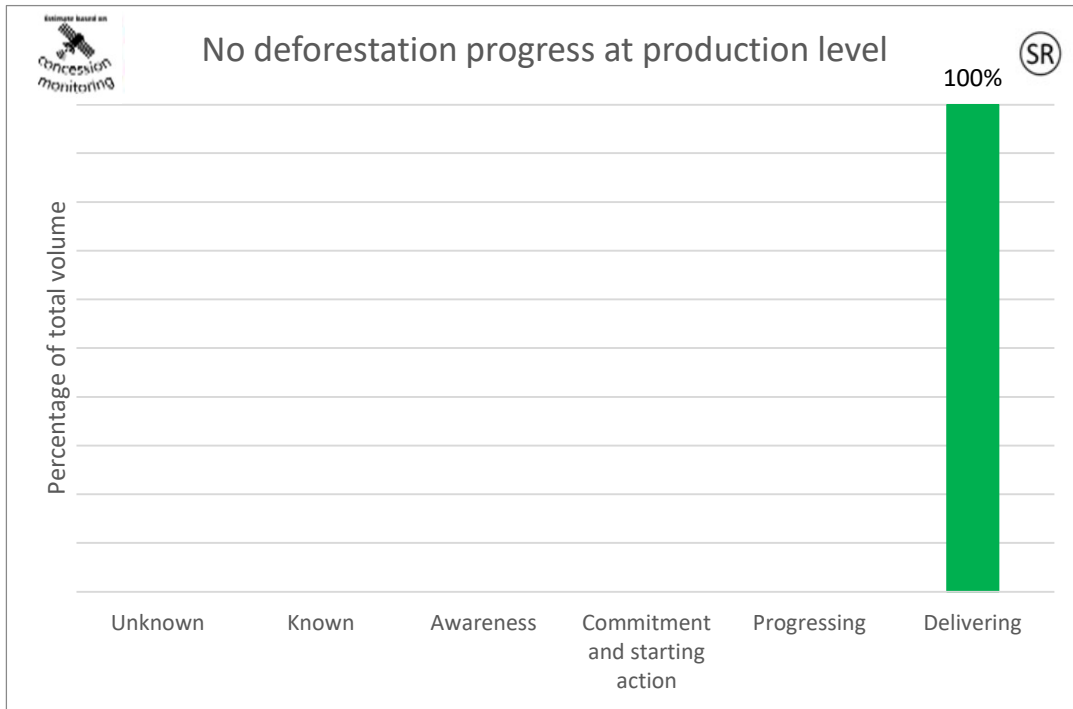 Estimate based on
concession
monitoring
No deforestation progress at production level
SR
100%
Percentage of total volume
Unknown
Known
Awareness
Commitment
and starting
action
Progressing
Delivering